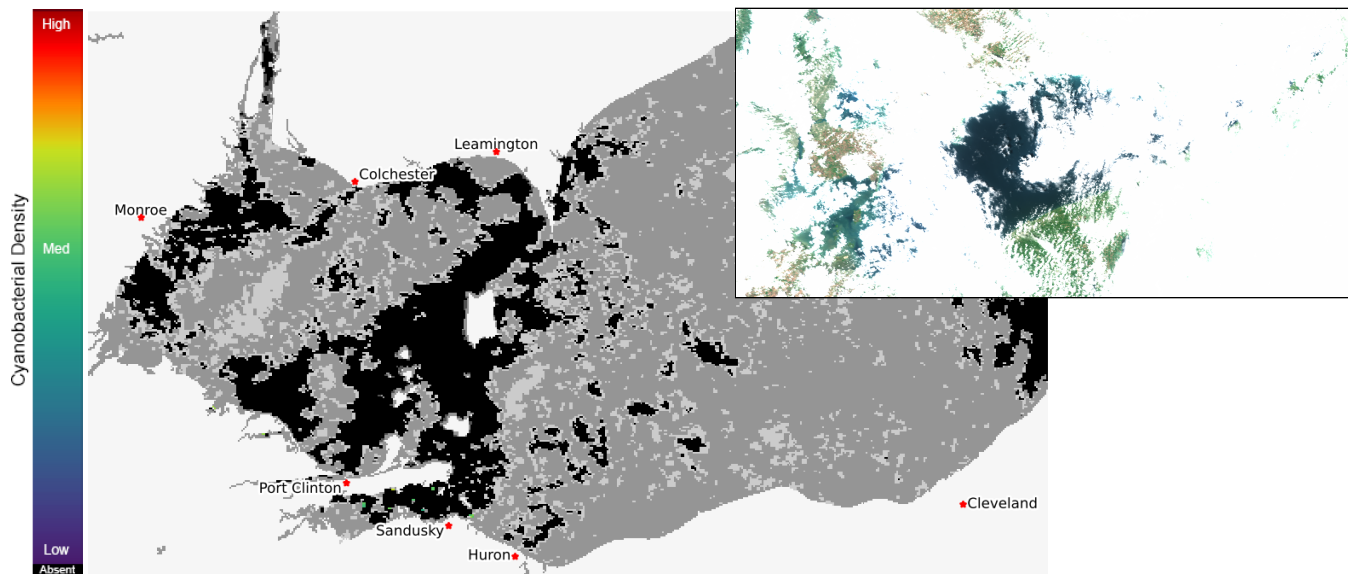 High
Med
Low
Absent
Cyanobacterial Density
Leamington
Colchester
Monroe
Port Clinton
Sandusky
Huron
Cleveland